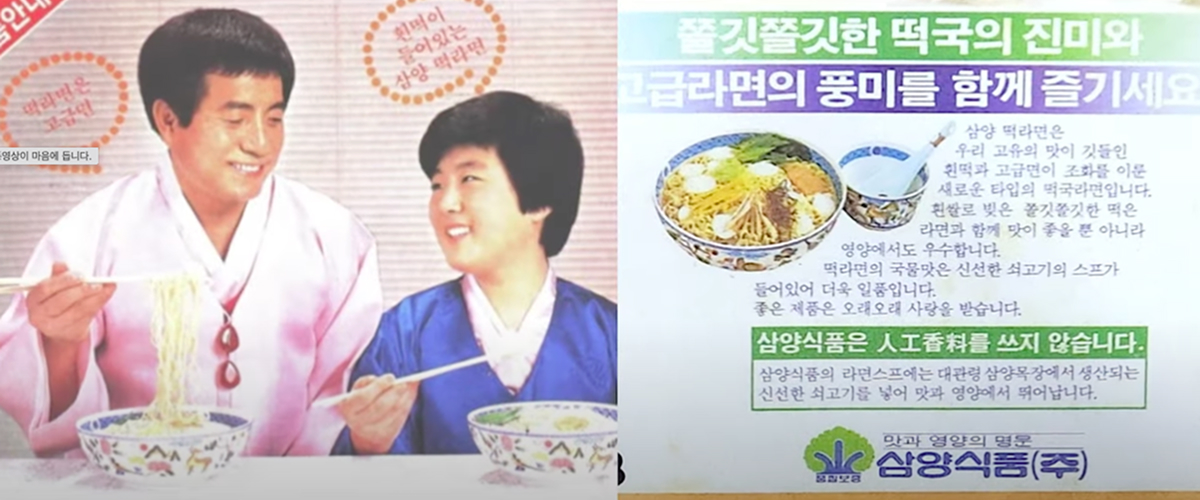 품안내
떡라면은
고급면
흰떡이
들어있는
삼양 떡라면
동영상이 마음에 듭니다.
쫄깃쫄깃한 떡국의 진미와
고급라면의 풍미를 함께 즐기세요
삼양 떡라면은
우리 고유의 맛이 깃들인
흰떡과 고급면이 조화를 이룬
새로운 타입의 떡국라면입니다.
흰쌀로 빚은 쫄깃쫄깃한 떡은
라면과 함께 맛이 좋을 뿐 아니라
영양에서도 우수합니다.
떡라면의 국물맛은 신선한 쇠고기의 스프가
들어있어 더욱 일품입니다.
좋은 제품은 오래오래 사랑을 받습니다.
삼양식품은 人工香料를 쓰지 않습니다.
삼양식품의 라면스프에는 대관령삼양목장에서 생산되는
신선한 쇠고기를 넣어 맛과 영양에서 뛰어납니다.
맛과 영양의 명문
품질보증
삼양식품(주)